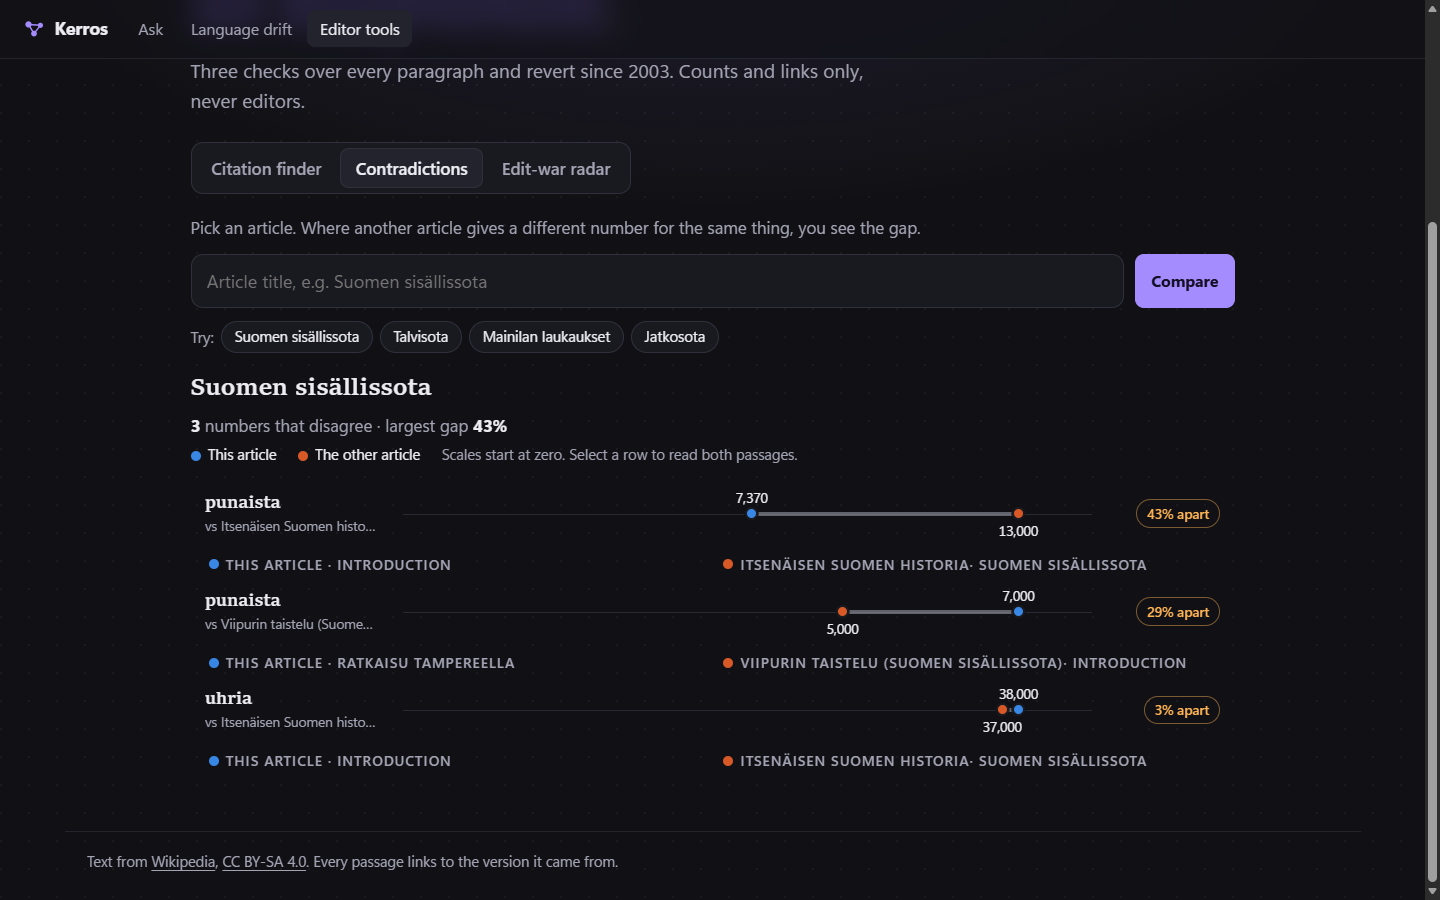 Kerros
Ask
Language drift
Editor tools
Three checks over every paragraph and revert since 2003. Counts and links only,
never editors.
Citation finder
Contradictions
Edit-war radar
Pick an article. Where another article gives a different number for the same thing, you see the gap.
Article title, e.g. Suomen sisällissota
Compare
Try:
Suomen sisällissota
Talvisota
Mainilan laukaukset
Jatkosota
Suomen sisällissota
3 numbers that disagree · largest gap 43%
This article
The other article
Scales start at zero. Select a row to read both passages.
punaista
vs Itsenäisen Suomen histo...
7,370
13,000
43% apart
THIS ARTICLE · INTRODUCTION
ITSENÄISEN SUOMEN HISTORIA· SUOMEN SISÄLLISSOTA
punaista
vs Viipurin taistelu (Suome...
7,000
5,000
29% apart
THIS ARTICLE · RATKAISU TAMPEREELLA
VIIPURIN TAISTELU (SUOMEN SISÄLLISSOTA)· INTRODUCTION
uhria
vs Itsenäisen Suomen histo...
38,000
37,000
3% apart
THIS ARTICLE · INTRODUCTION
ITSENÄISEN SUOMEN HISTORIA· SUOMEN SISÄLLISSOTA
Text from Wikipedia, CC BY-SA 4.0. Every passage links to the version it came from.